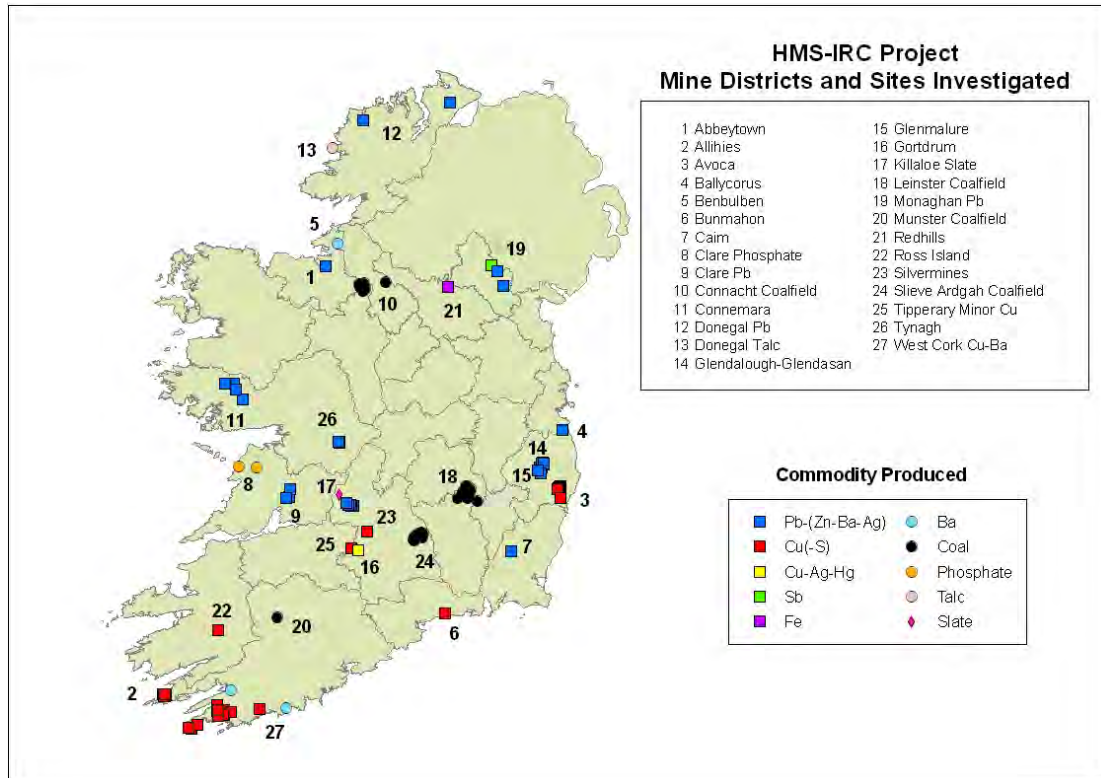 HMS-IRC Project
Mine Districts and Sites Investigated
1 Abbeytown
2 Allihies
3 Avoca
4 Ballycorus
5 Benbulben
6 Bunmahon
7 Caim
8 Clare Phosphate
9 Clare Pb
10 Connacht Coalfield
11 Connemara
12 Donegal Pb
13 Donegal Talc
14 Glendalough-Glendasan
15 Glenmalure
16 Gortdrum
17 Killaloe Slate
18 Leinster Coalfield
19 Monaghan Pb
20 Munster Coalfield
21 Redhills
22 Ross Island
23 Silvermines
24 Slieve Ardgah Coalfield
25 Tipperary Minor Cu
26 Tynagh
27 West Cork Cu-Ba
12
13
5
19
1
10
21
11
26
4
14
15
8
17
18
3
9
23
25
16
24
7
22
20
6
2
27
Commodity Produced
Pb-(Zn-Ba-Ag)
Cu(-S)
Cu-Ag-Hg
Sb
Fe
Ba
Coal
Phosphate
Talc
Slate